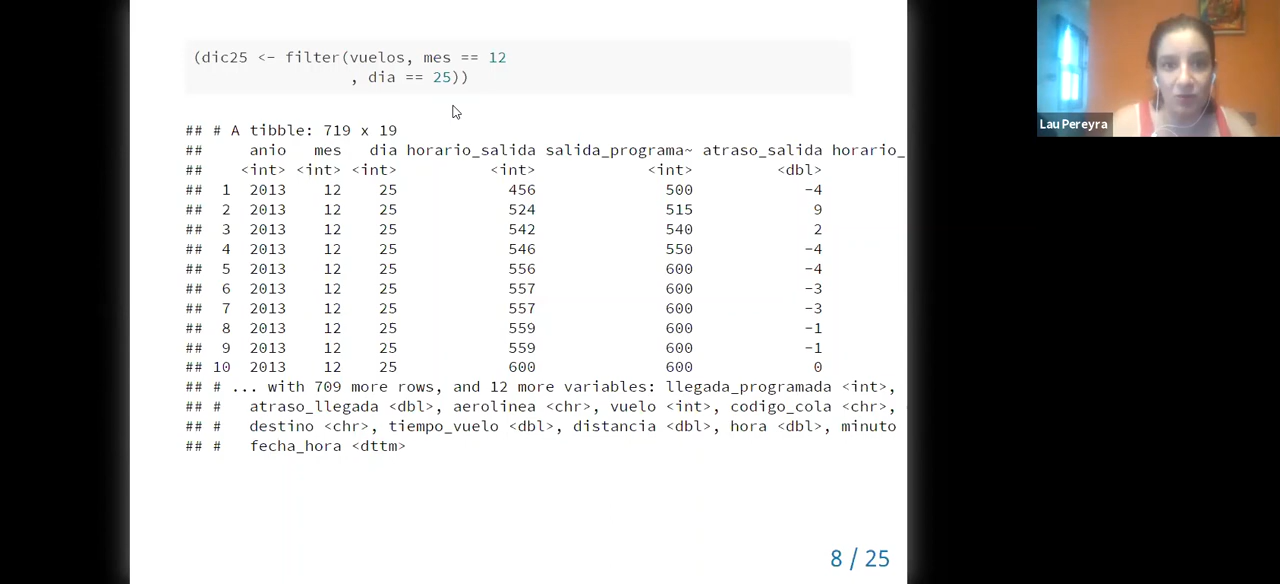 (dic25 <- filter(vuelos, mes == 12
, dia == 25))
## # A tibble: 719 x 19
## anio mes dia horario_salida salida_programa~ atraso_salida horario_
## <int> <int> <int> <int> <int> <dbl>
## 1 2013 12 25 456 500 -4
## 2 2013 12 25 524 515 9
## 3 2013 12 25 542 540 2
## 4 2013 12 25 546 550 -4
## 5 2013 12 25 556 600 -4
## 6 2013 12 25 557 600 -3
## 7 2013 12 25 557 600 -3
## 8 2013 12 25 559 600 -1
## 9 2013 12 25 559 600 -1
## 10 2013 12 25 600 600 0
## # ... with 709 more rows, and 12 more variables: llegada_programada <int>,
## # atraso_llegada <dbl>, aerolinea <chr>, vuelo <int>, codigo_cola <chr>,
## # destino <chr>, tiempo_vuelo <dbl>, distancia <dbl>, hora <dbl>, minuto
## # fecha_hora <dttm>
8 / 25
Lau Pereyra